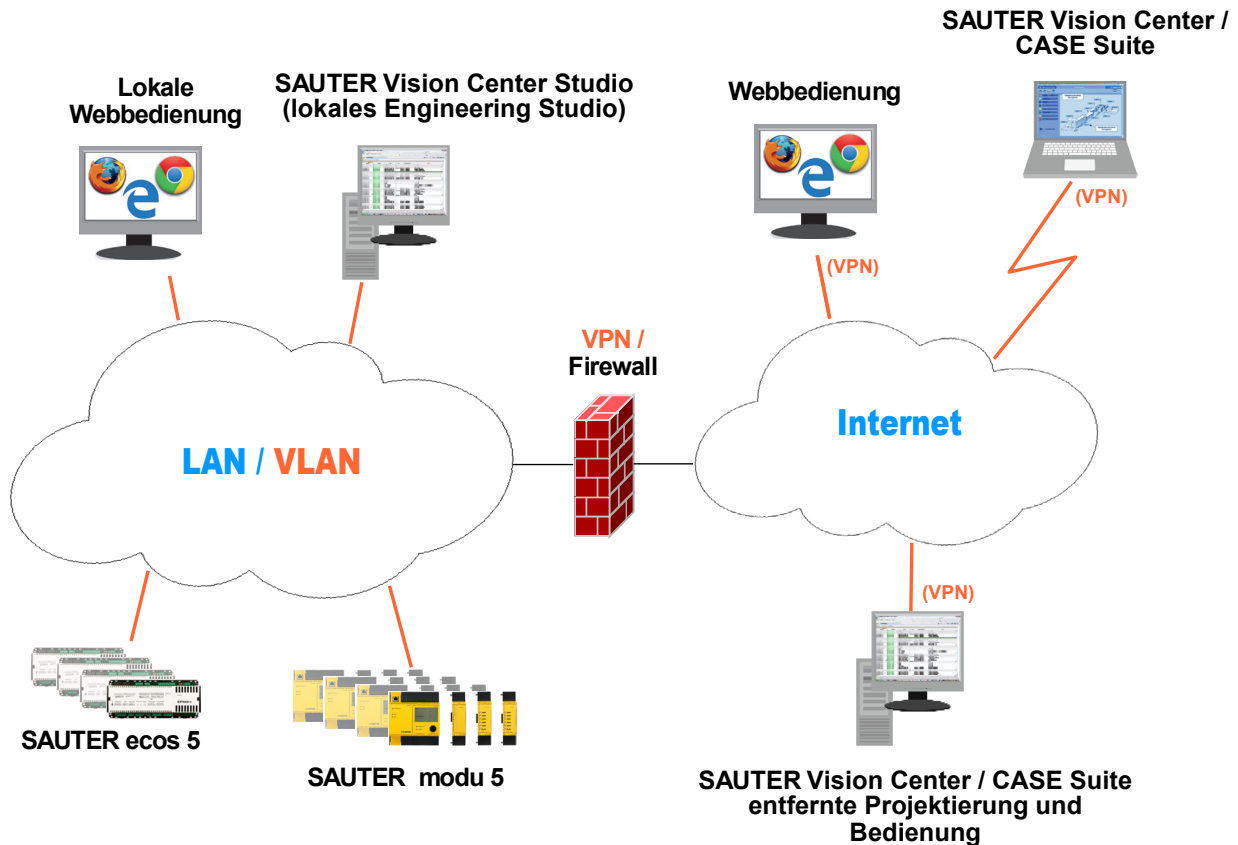 SAUTER Vision Center /
CASE Suite
Lokale
Webbedienung
SAUTER Vision Center Studio
(lokales Engineering Studio)
Webbedienung
(VPN)
(VPN)
VPN /
Firewall
LAN / VLAN
Internet
(VPN)
SAUTER ecos 5
SAUTER modu 5
SAUTER Vision Center / CASE Suite
entfernte Projektierung und
Bedienung